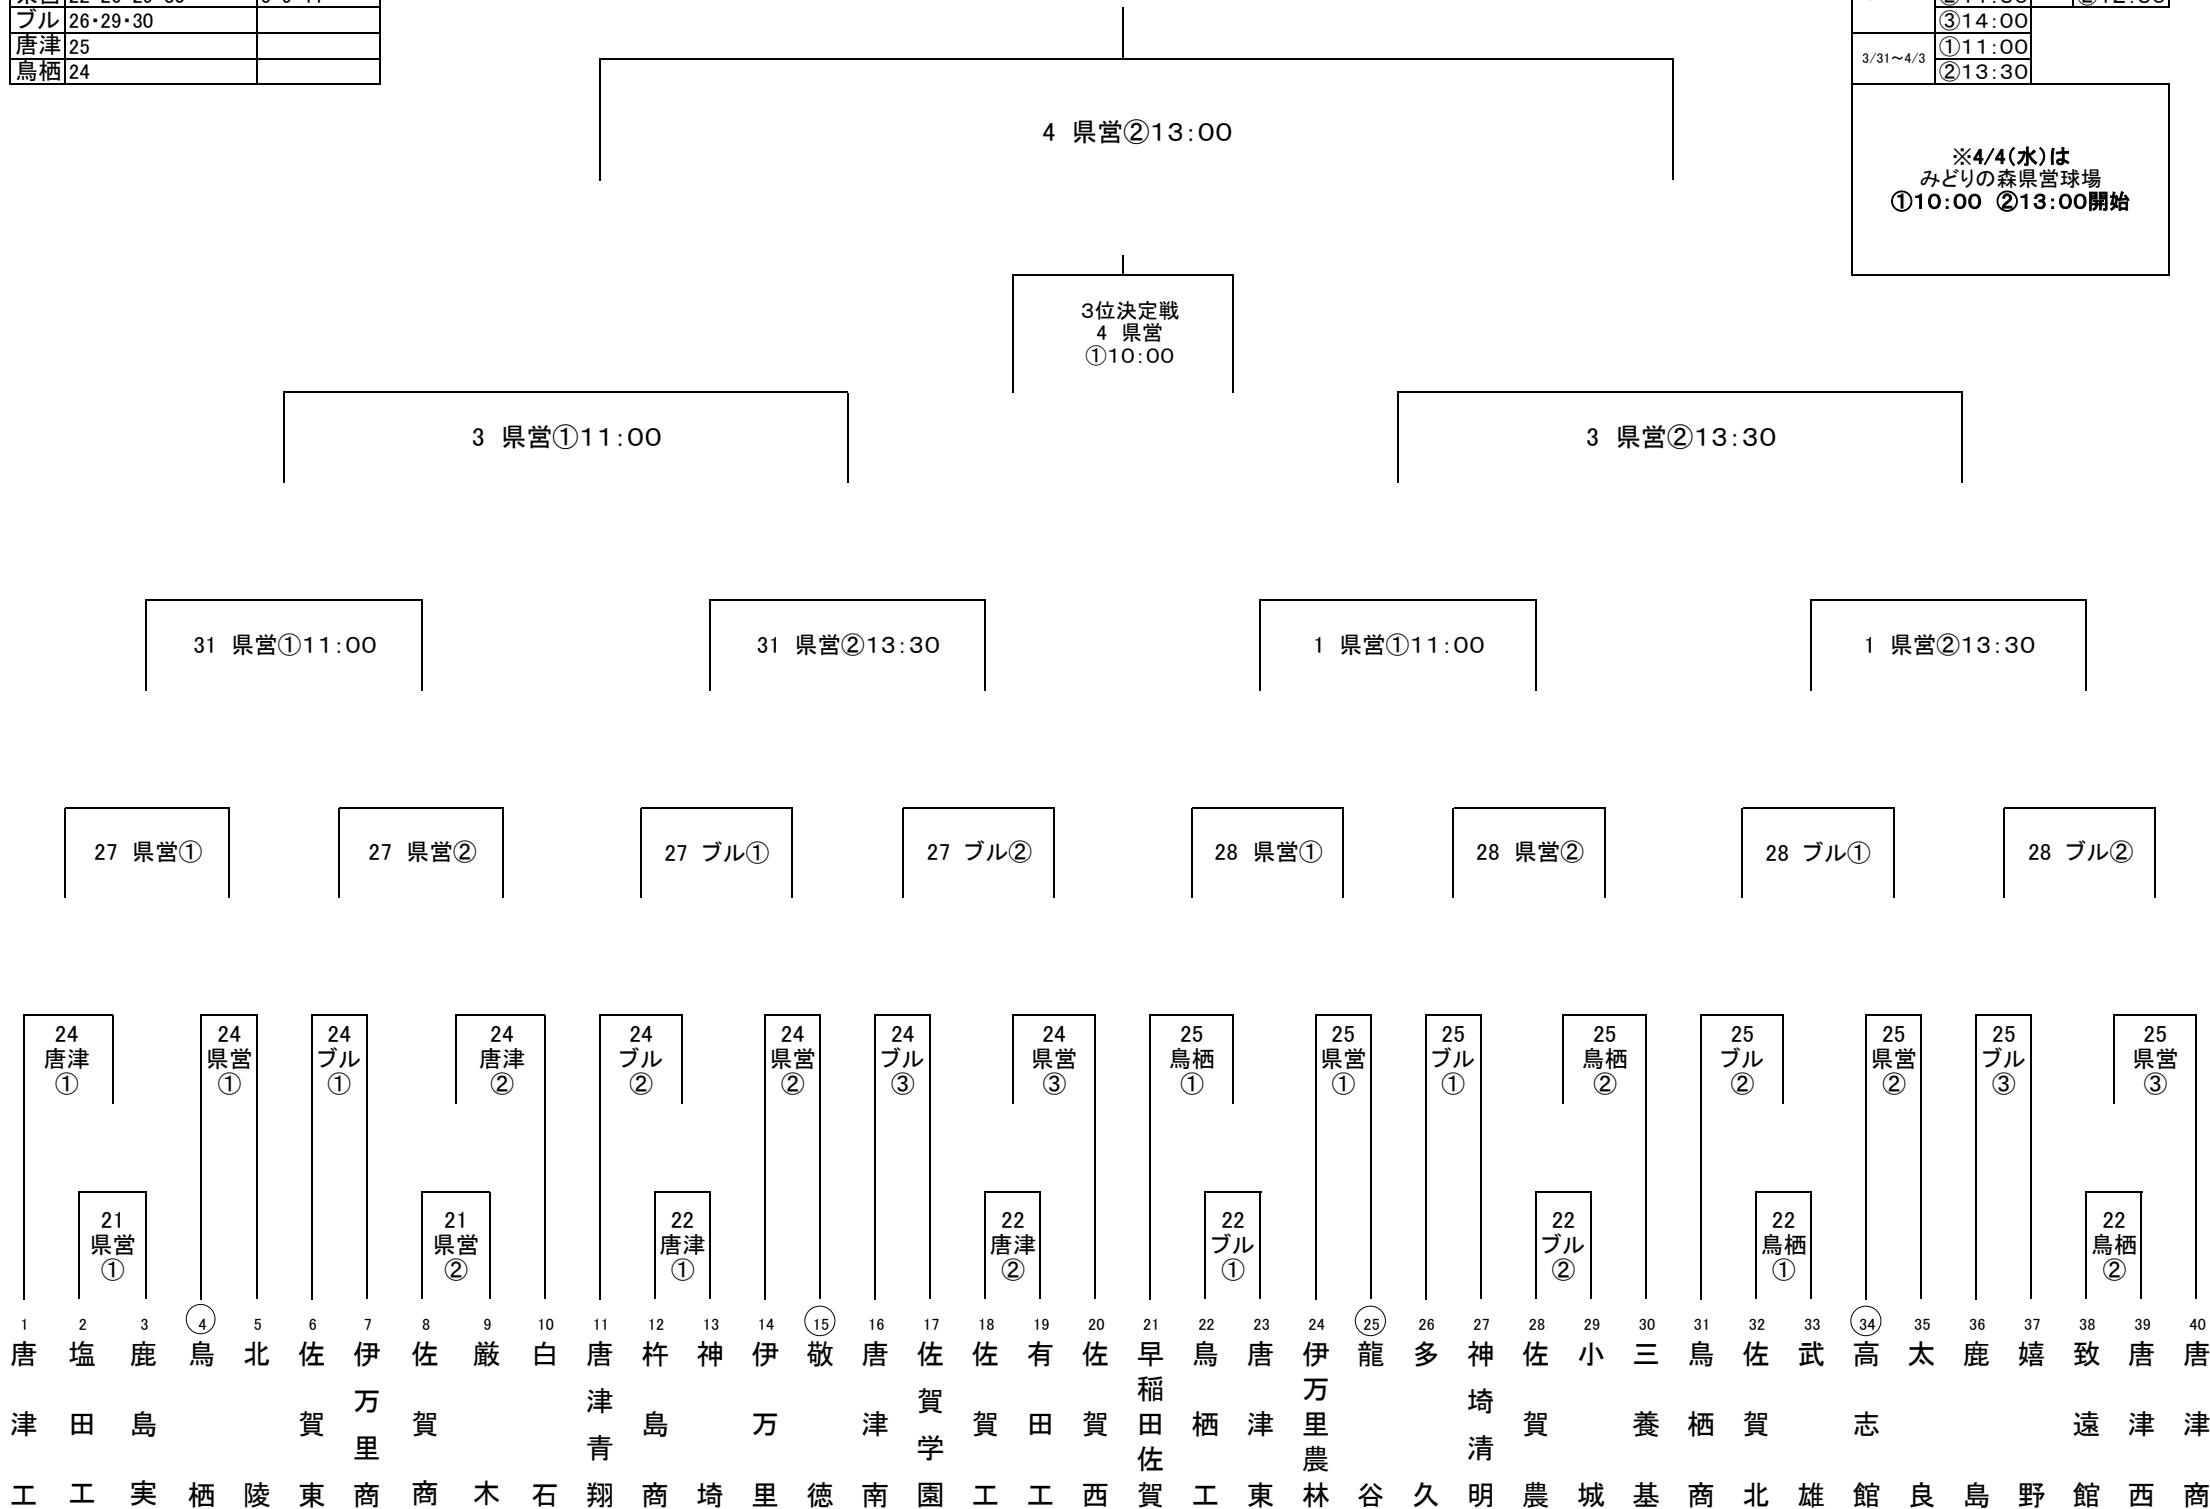 ブル 26・29・30
唐津 25
鳥栖 24
③14:00
3/31～4/3 ①11:00
②13:30
※4/4(水)は
みどりの森県営球場
①10:00 ②13:00開始
4 県営②13:00
3位決定戦
4 県営
①10:00
3 県営①11:00
3 県営②13:30
31 県営①11:00
31 県営②13:30
1 県営①11:00
1 県営②13:30
27 県営①
27 県営②
27 ブル①
27 ブル②
28 県営①
28 県営②
28 ブル①
28 ブル②
24
唐津
①
24
県営
①
24
ブル
①
24
唐津
②
24
ブル
②
24
県営
②
24
ブル
③
24
県営
③
25
鳥栖
①
25
県営
①
25
ブル
①
25
鳥栖
②
25
ブル
②
25
県営
②
25
ブル
③
25
県営
③
21
県営
①
21
県営
②
22
唐津
①
22
唐津
②
22
ブル
①
22
ブル
②
22
鳥栖
①
22
鳥栖
②
1 唐津工
2 塩田工
3 鹿島実
4 鳥栖
5 北陵
6 佐賀東
7 伊万里商
8 佐賀商
9 厳木
10 白石
11 唐津青翔
12 杵島商
13 神埼
14 伊万里
15 敬徳
16 唐津南
17 佐賀学園
18 佐賀工
19 有田工
20 佐賀西
21 早稲田佐賀
22 鳥栖工
23 唐津東
24 伊万里農林
25 龍谷
26 多久
27 神埼清明
28 佐賀農
29 小城
30 三養基
31 鳥栖商
32 佐賀北
33 武雄
34 高志館
35 太良
36 鹿島
37 嬉野
38 致遠館
39 唐津西
40 唐津商